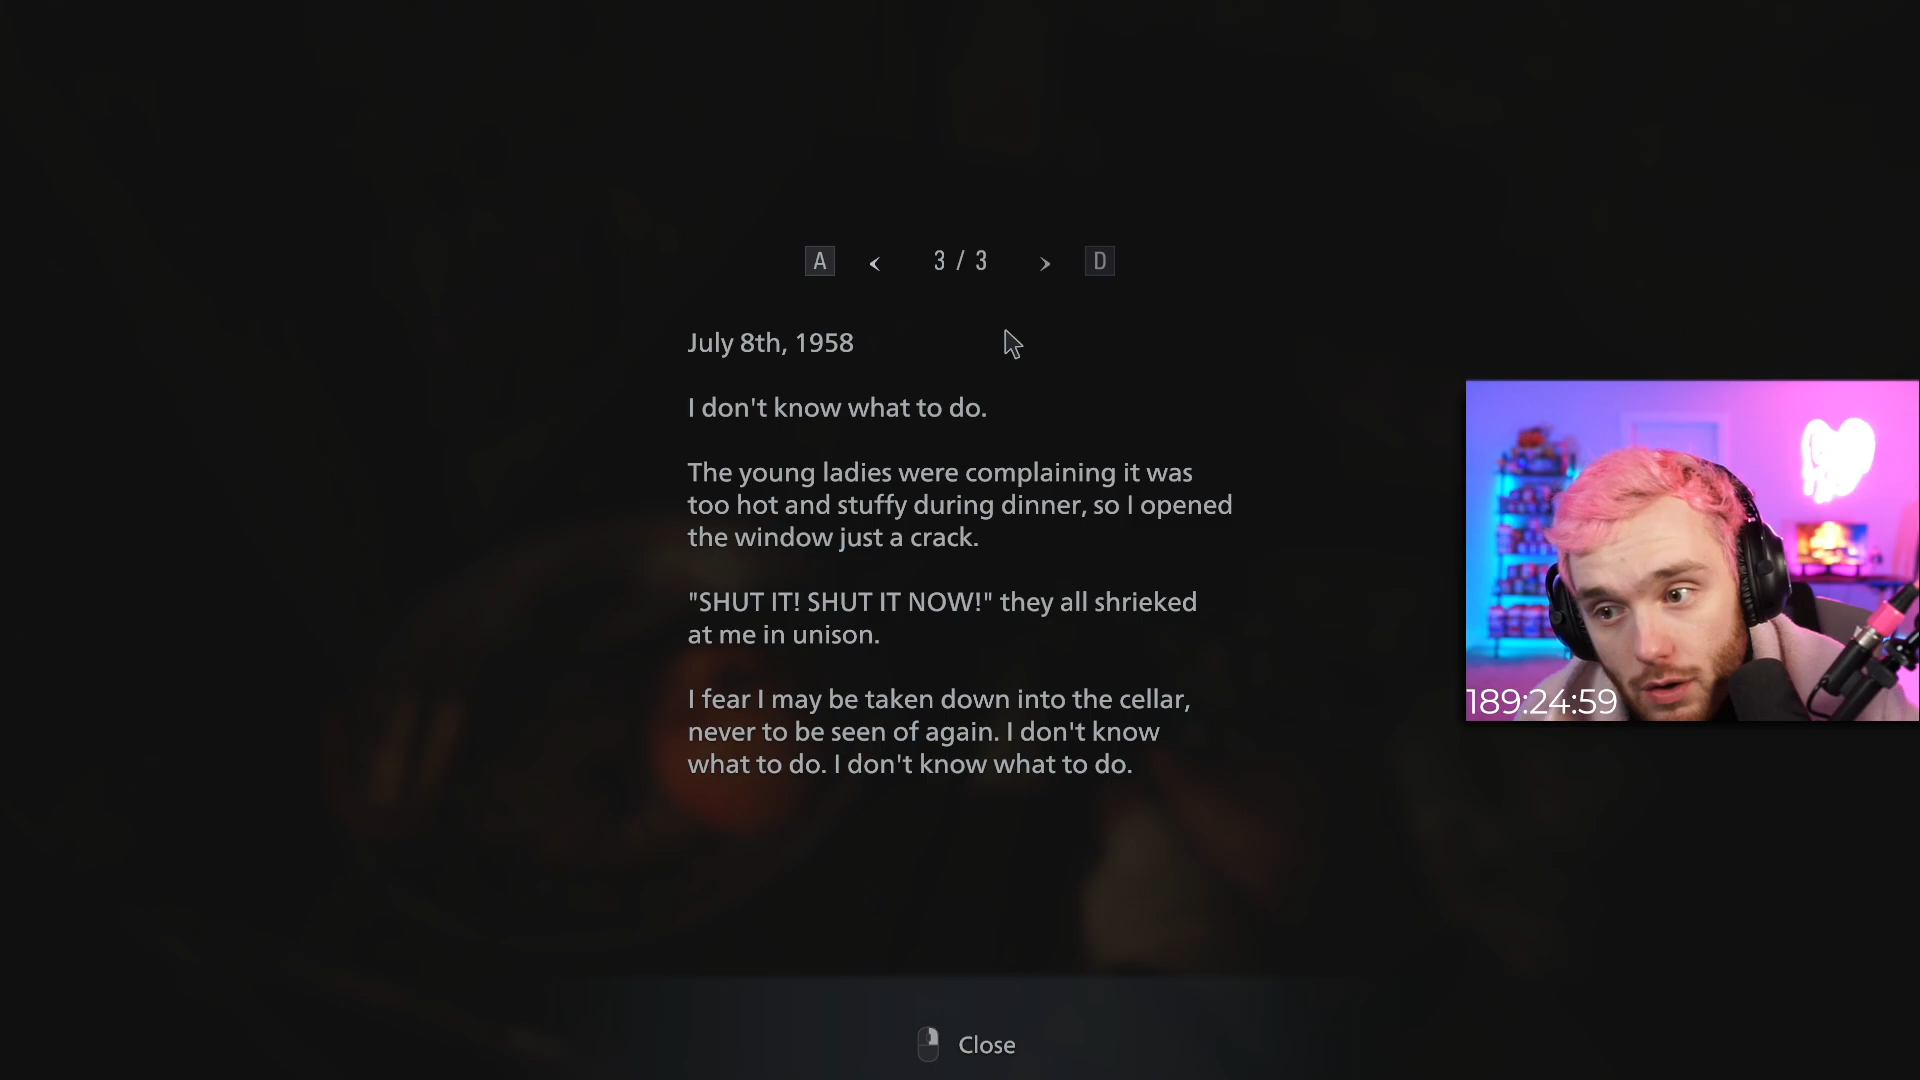 A < 3 / 3 > D
July 8th, 1958
I don't know what to do.
The young ladies were complaining it was
too hot and stuffy during dinner, so I opened
the window just a crack.
"SHUT IT! SHUT IT NOW!" they all shrieked
at me in unison.
I fear I may be taken down into the cellar,
never to be seen of again. I don't know
what to do. I don't know what to do.
189:24:59
Close